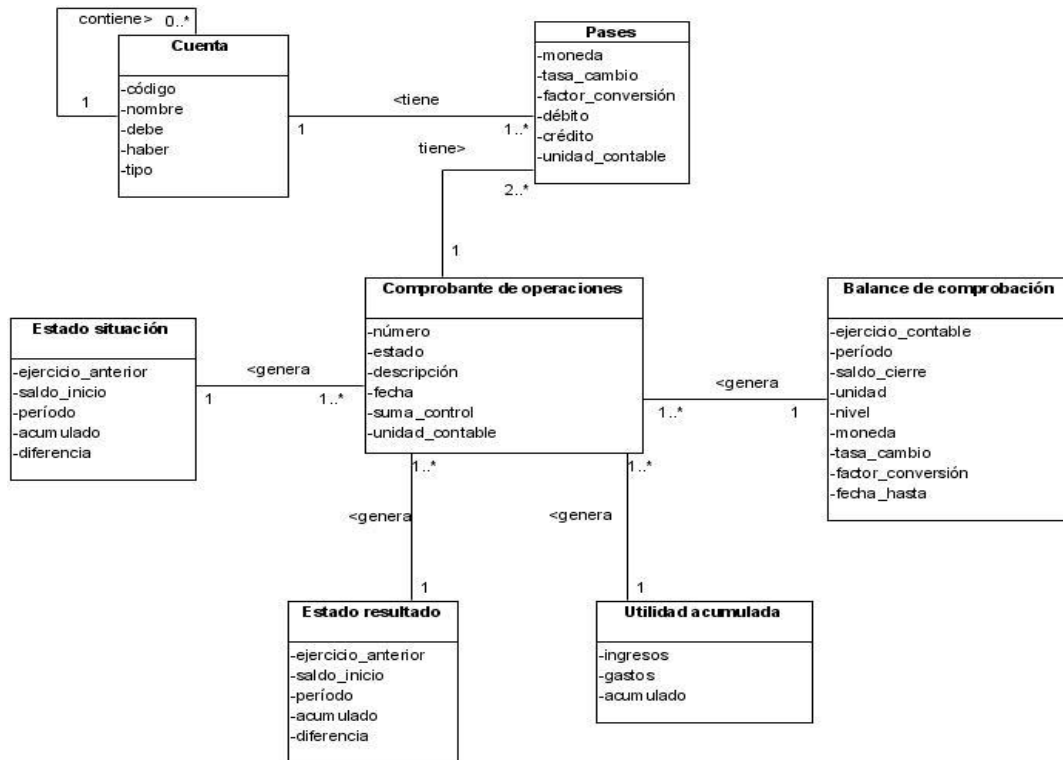 contiene> 0..*
Cuenta
-código
-nombre
-debe
-haber
-tipo
1
<tiene
1
1..*
Pases
-moneda
-tasa_cambio
-factor_conversión
-débito
-crédito
-unidad_contable
tiene>
2..*
1
Comprobante de operaciones
-número
-estado
-descripción
-fecha
-suma_control
-unidad_contable
Estado situación
-ejercicio_anterior
-saldo_inicio
-período
-acumulado
-diferencia
<genera
1
1..*
Balance de comprobación
-ejercicio_contable
-período
-saldo_cierre
-unidad
-nivel
-moneda
-tasa_cambio
-factor_conversión
-fecha_hasta
<genera
1..*
1
1..*
<genera
1
1..*
<genera
1
Estado resultado
-ejercicio_anterior
-saldo_inicio
-período
-acumulado
-diferencia
Utilidad acumulada
-ingresos
-gastos
-acumulado